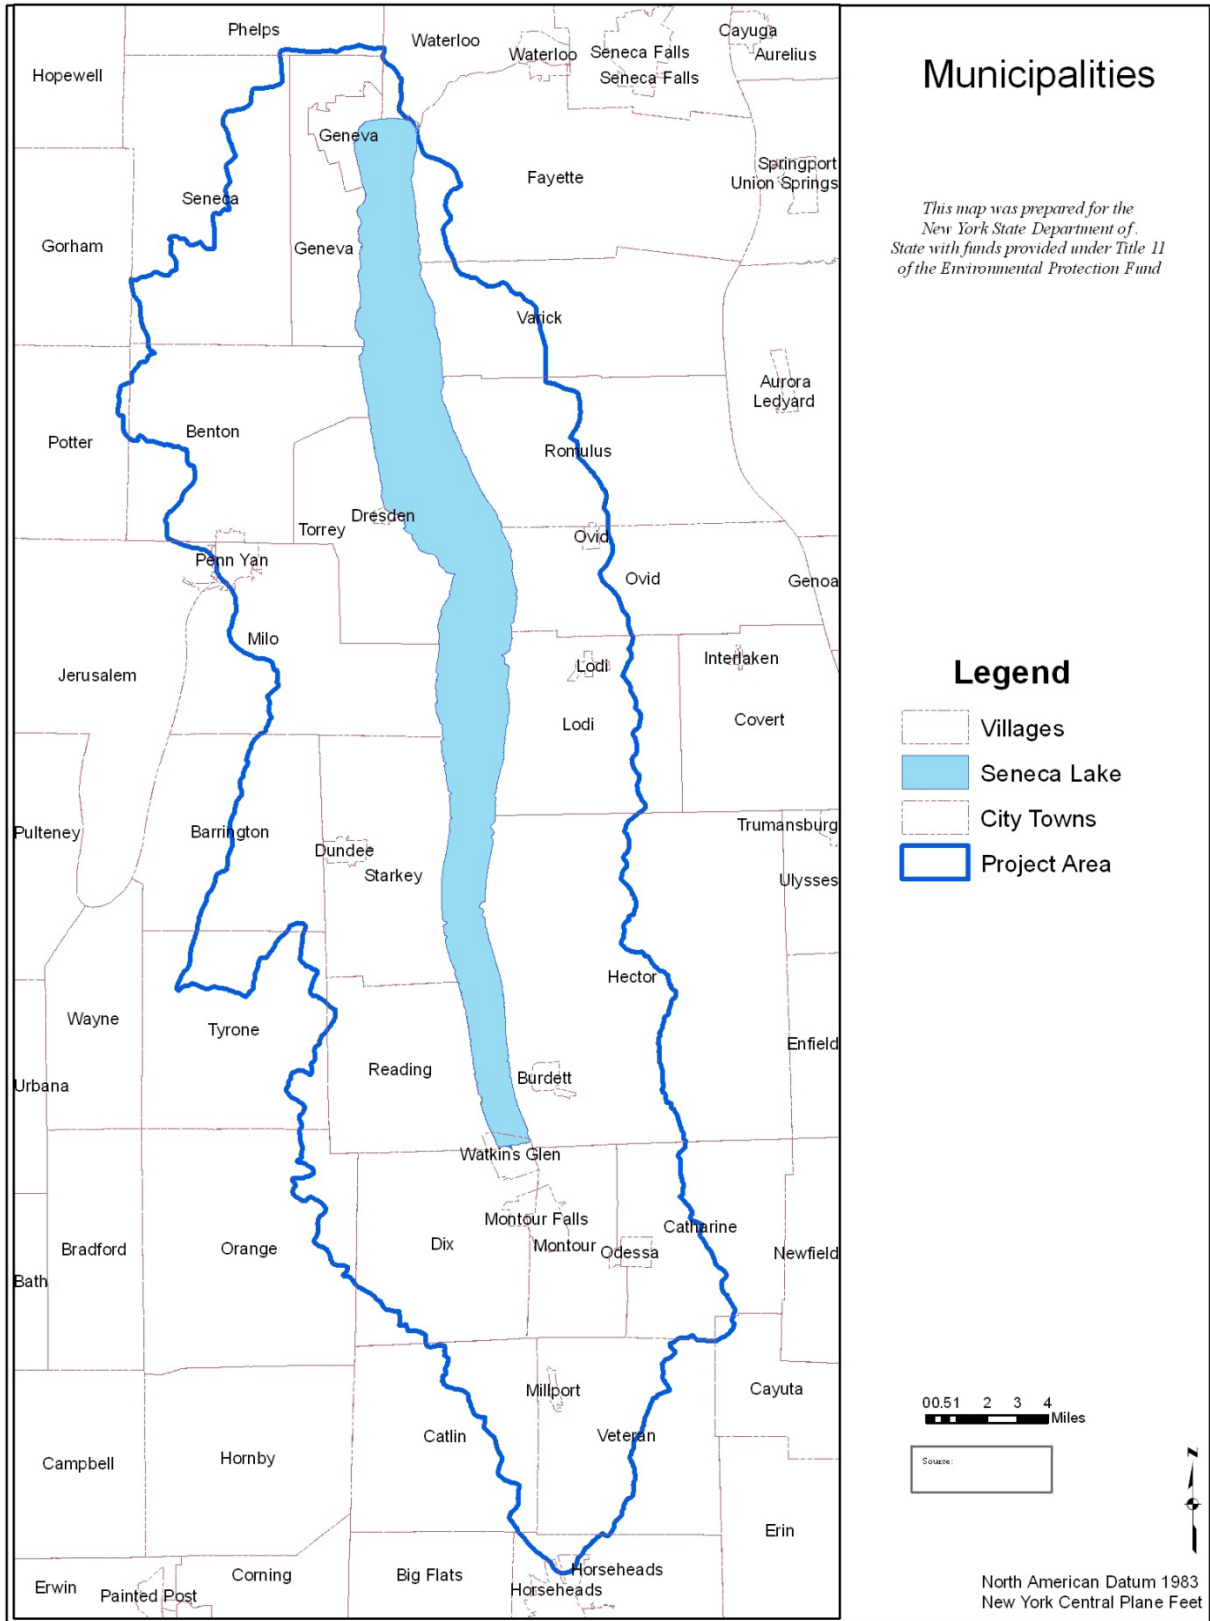 Municipalities
This map was prepared for the
New York State Department of.
State with funds provided under Title 11
of the Environmental Protection Fund
Phelps
Waterloo
Waterloo
Seneca Falls
Seneca Falls
Cayuga
Aurelius
Hopewell
Geneva
Springport
Union Springs
Fayette
Seneca
Gorham
Geneva
Varick
Aurora
Ledyard
Potter
Benton
Romulus
Dresden
Torrey
Ovid
Penn Yan
Ovid
Genoa
Milo
Jerusalem
Lodi
Interlaken
Lodi
Covert
Pulteney
Barrington
Dundee
Starkey
Trumansburg
Ulysses
Hector
Wayne
Tyrone
Enfield
Reading
Burdett
Urbana
Watkin's Glen
Montour Falls
Montour
Catharine
Odessa
Dix
Bradford
Orange
Newfield
Bath
Millport
Cayuta
Catlin
Veteran
Campbell
Hornby
Erin
Erwin
Painted Post
Corning
Big Flats
Horseheads
Horseheads
Legend
Villages
Seneca Lake
City Towns
Project Area
00.51 2 3 4
Miles
Source:
N
North American Datum 1983
New York Central Plane Feet